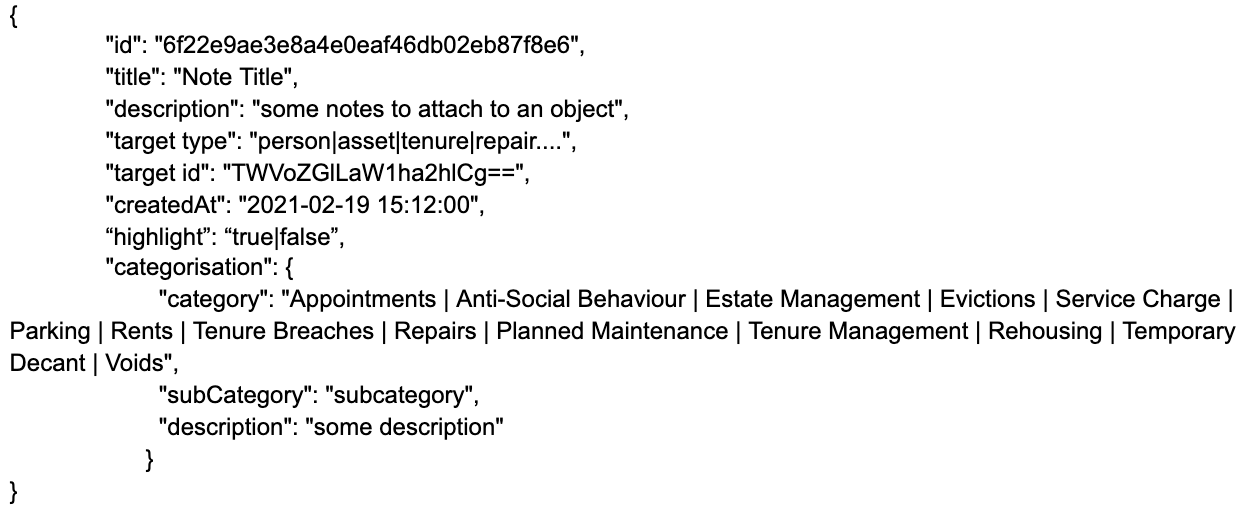 {
"id": "6f22e9ae3e8a4e0eaf46db02eb87f8e6",
"title": "Note Title",
"description": "some notes to attach to an object",
"target type": "person|asset|tenure|repair....",
"target id": "TWVoZGlLaW1ha2hlCg==",
"createdAt": "2021-02-19 15:12:00",
“highlight”: “true|false”,
"categorisation": {
"category": "Appointments | Anti-Social Behaviour | Estate Management | Evictions | Service Charge |
Parking | Rents | Tenure Breaches | Repairs | Planned Maintenance | Tenure Management | Rehousing | Temporary
Decant | Voids",
"subCategory": "subcategory",
"description": "some description"
}
}